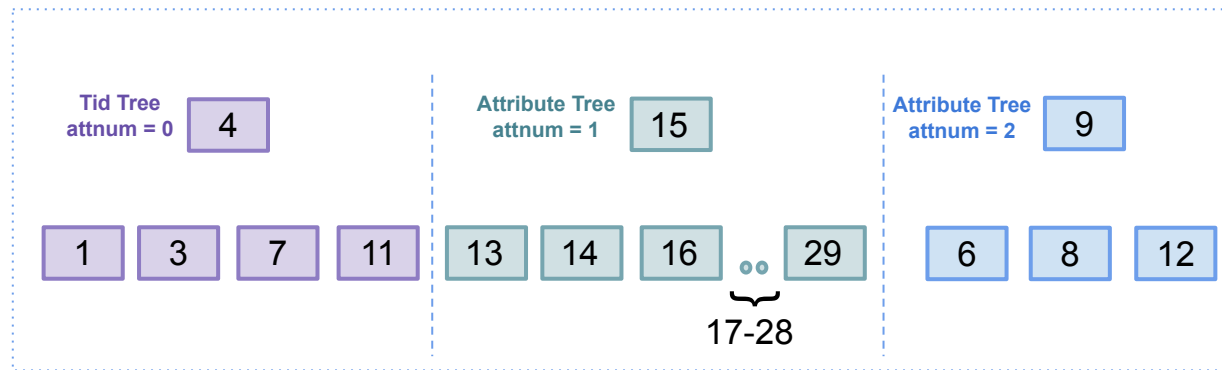 Tid Tree
attnum = 0
4
Attribute Tree
attnum = 1
15
Attribute Tree
attnum = 2
9
1
3
7
11
13
14
16
29
17-28
6
8
12